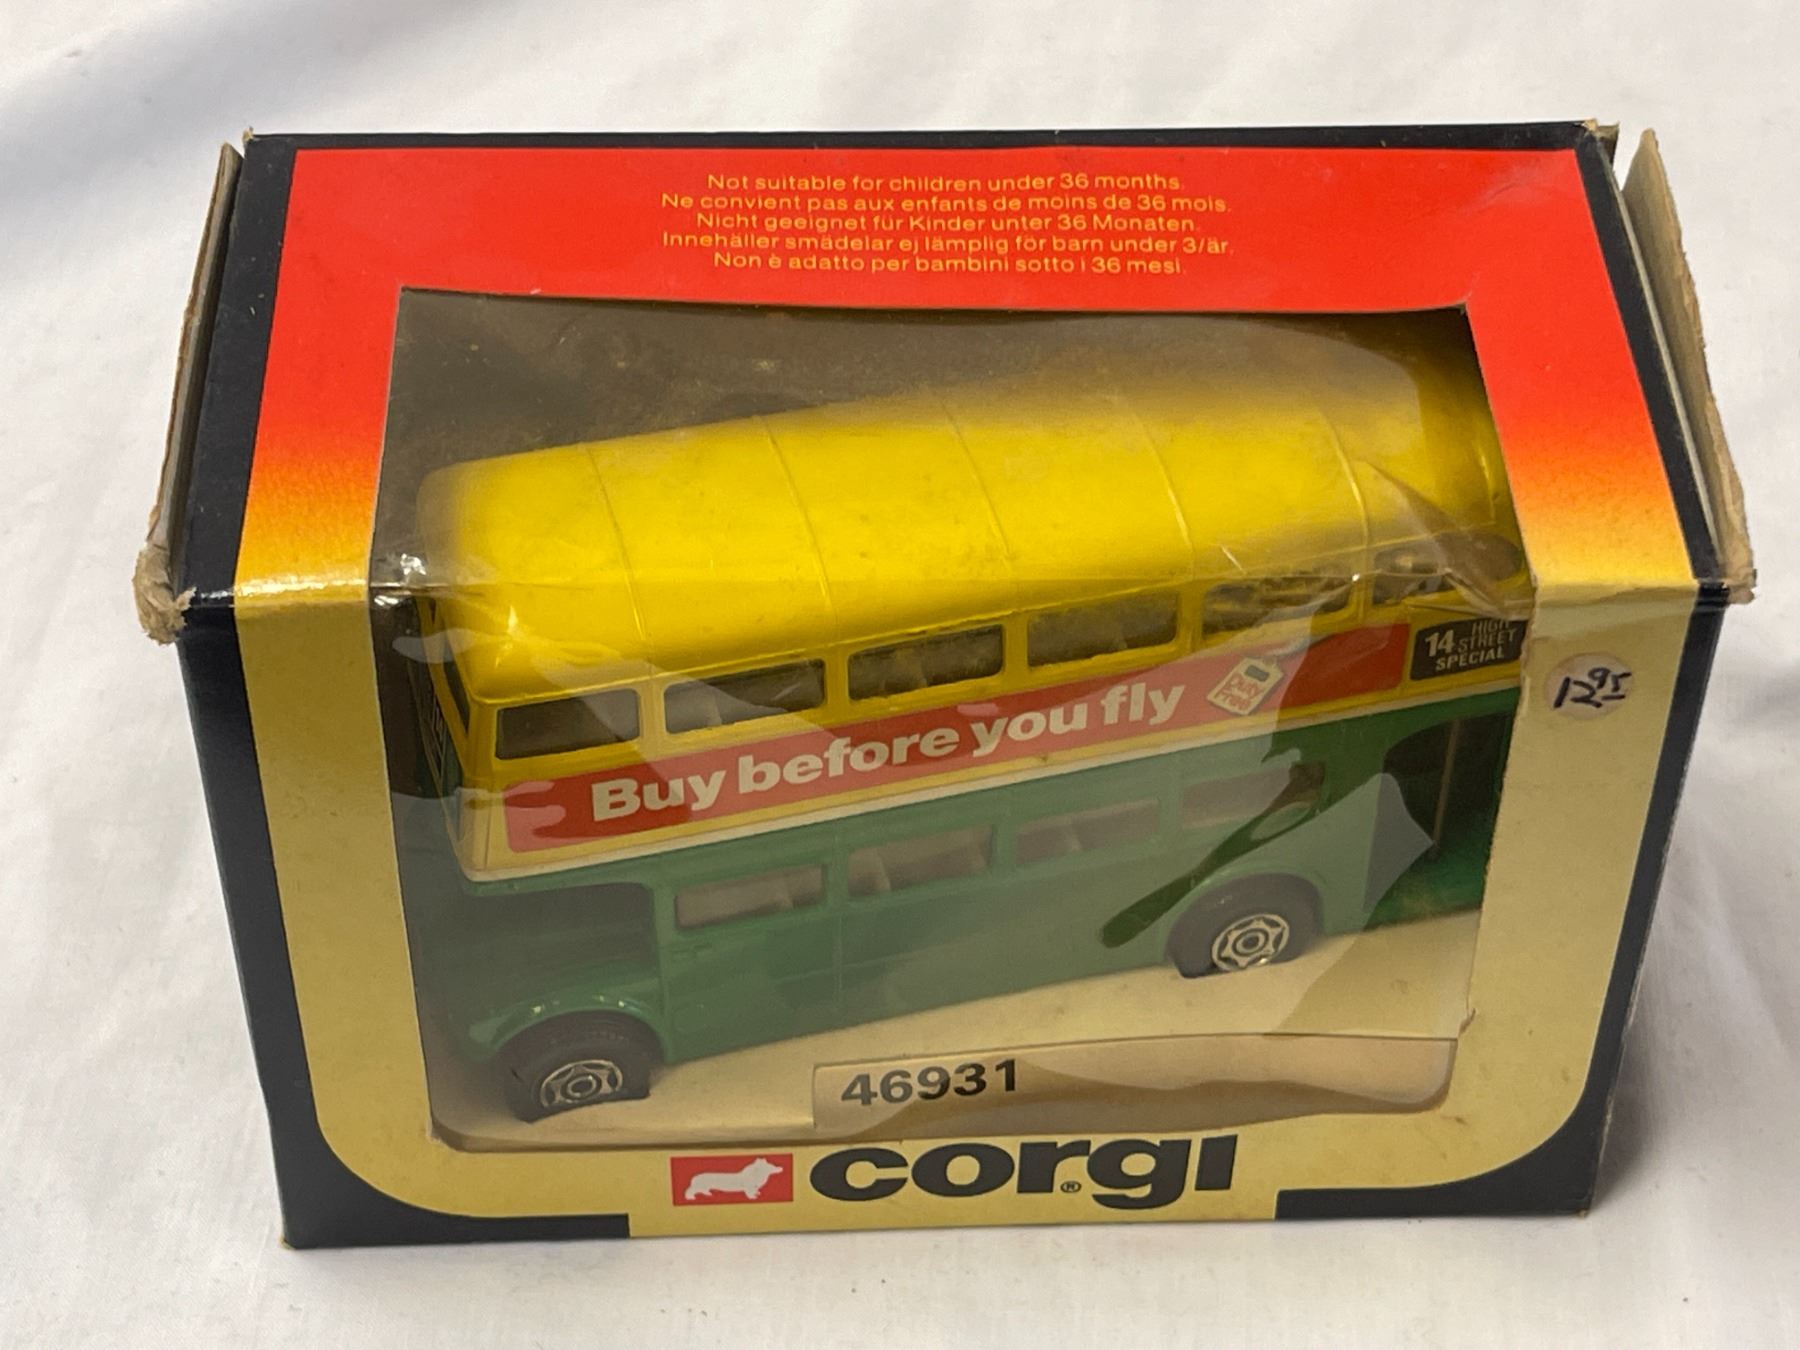 Not suitable for children under 36 months.
Ne convient pas aux enfants de moins de 36 mois.
Nicht geeignet für Kinder unter 36 Monaten.
Innehåller smådelar ej lämplig för barn under 3/år.
Non è adatto per bambini sotto i 36 mesi.
14 HIGH
STREET
SPECIAL
12.95
Duty
Free
Buy before you fly
46931
CORGI®